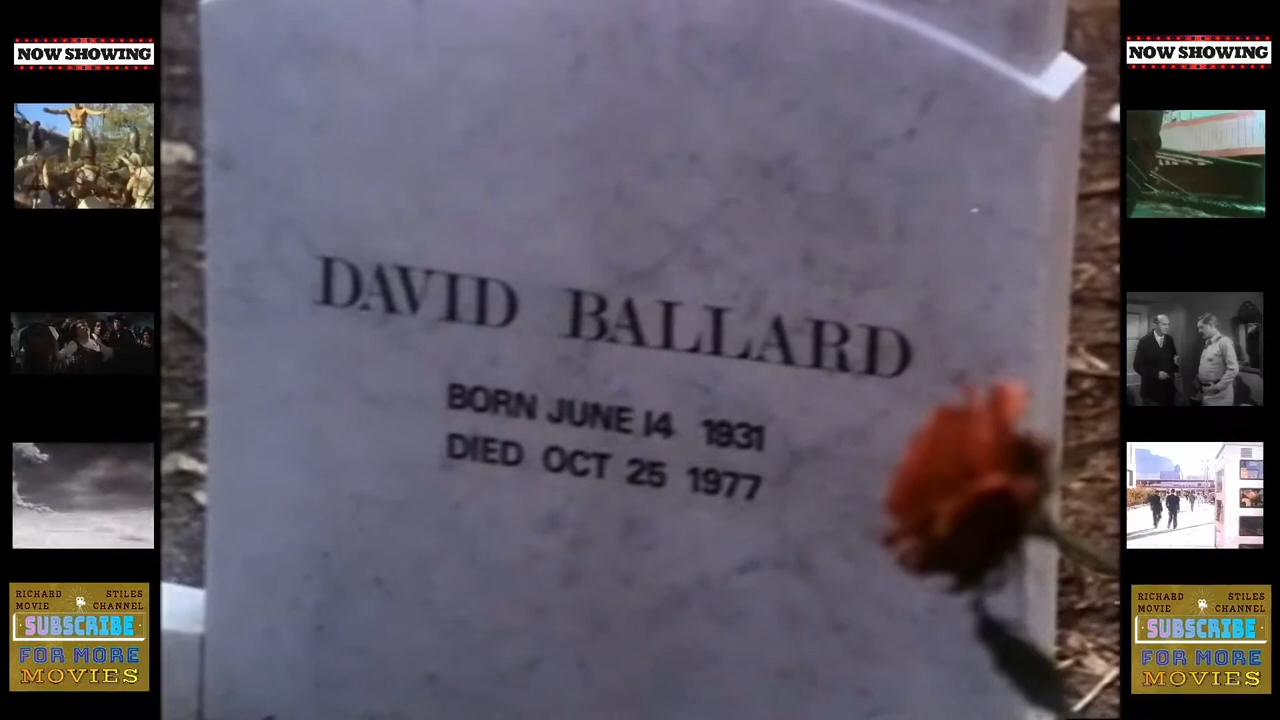 NOW SHOWING
RICHARD STILES
MOVIE CHANNEL
SUBSCRIBE
FOR MORE
MOVIES
DAVID BALLARD
BORN JUNE 14 1931
DIED OCT 25 1977
NOW SHOWING
RICHARD STILES
MOVIE CHANNEL
SUBSCRIBE
FOR MORE
MOVIES